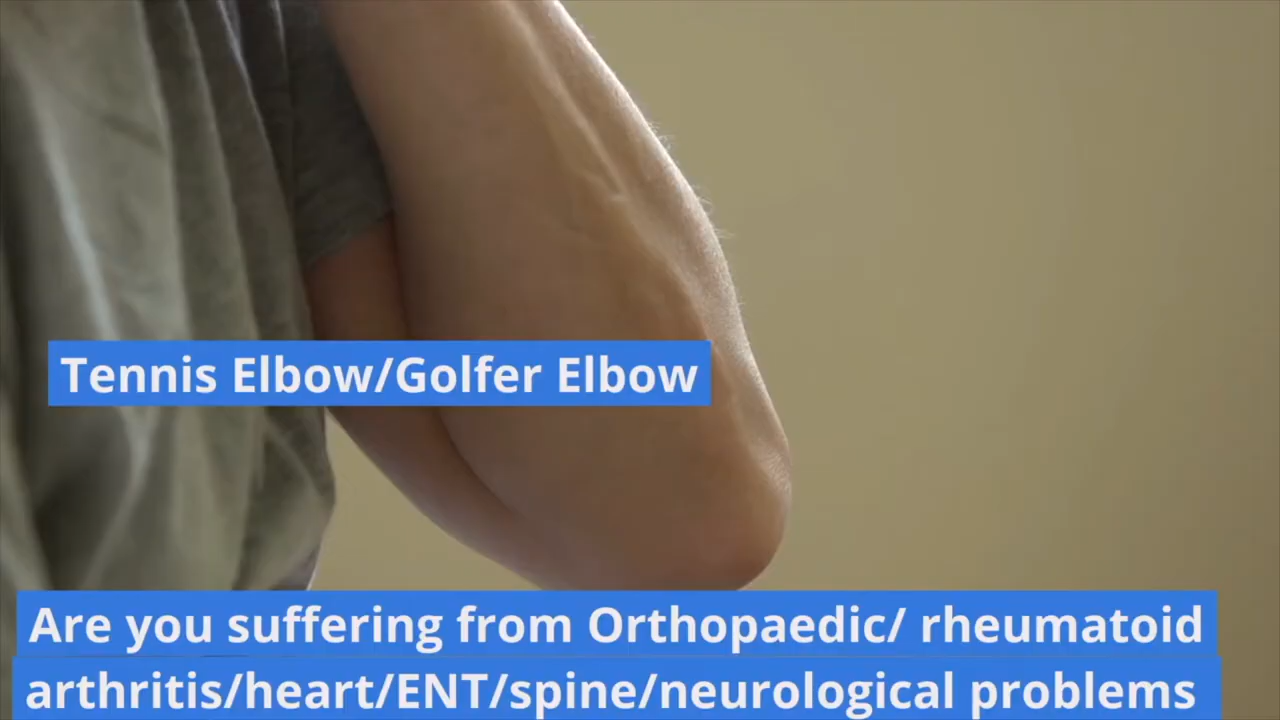 Tennis Elbow/Golfer Elbow
Are you suffering from Orthopaedic/ rheumatoid
arthritis/heart/ENT/spine/neurological problems